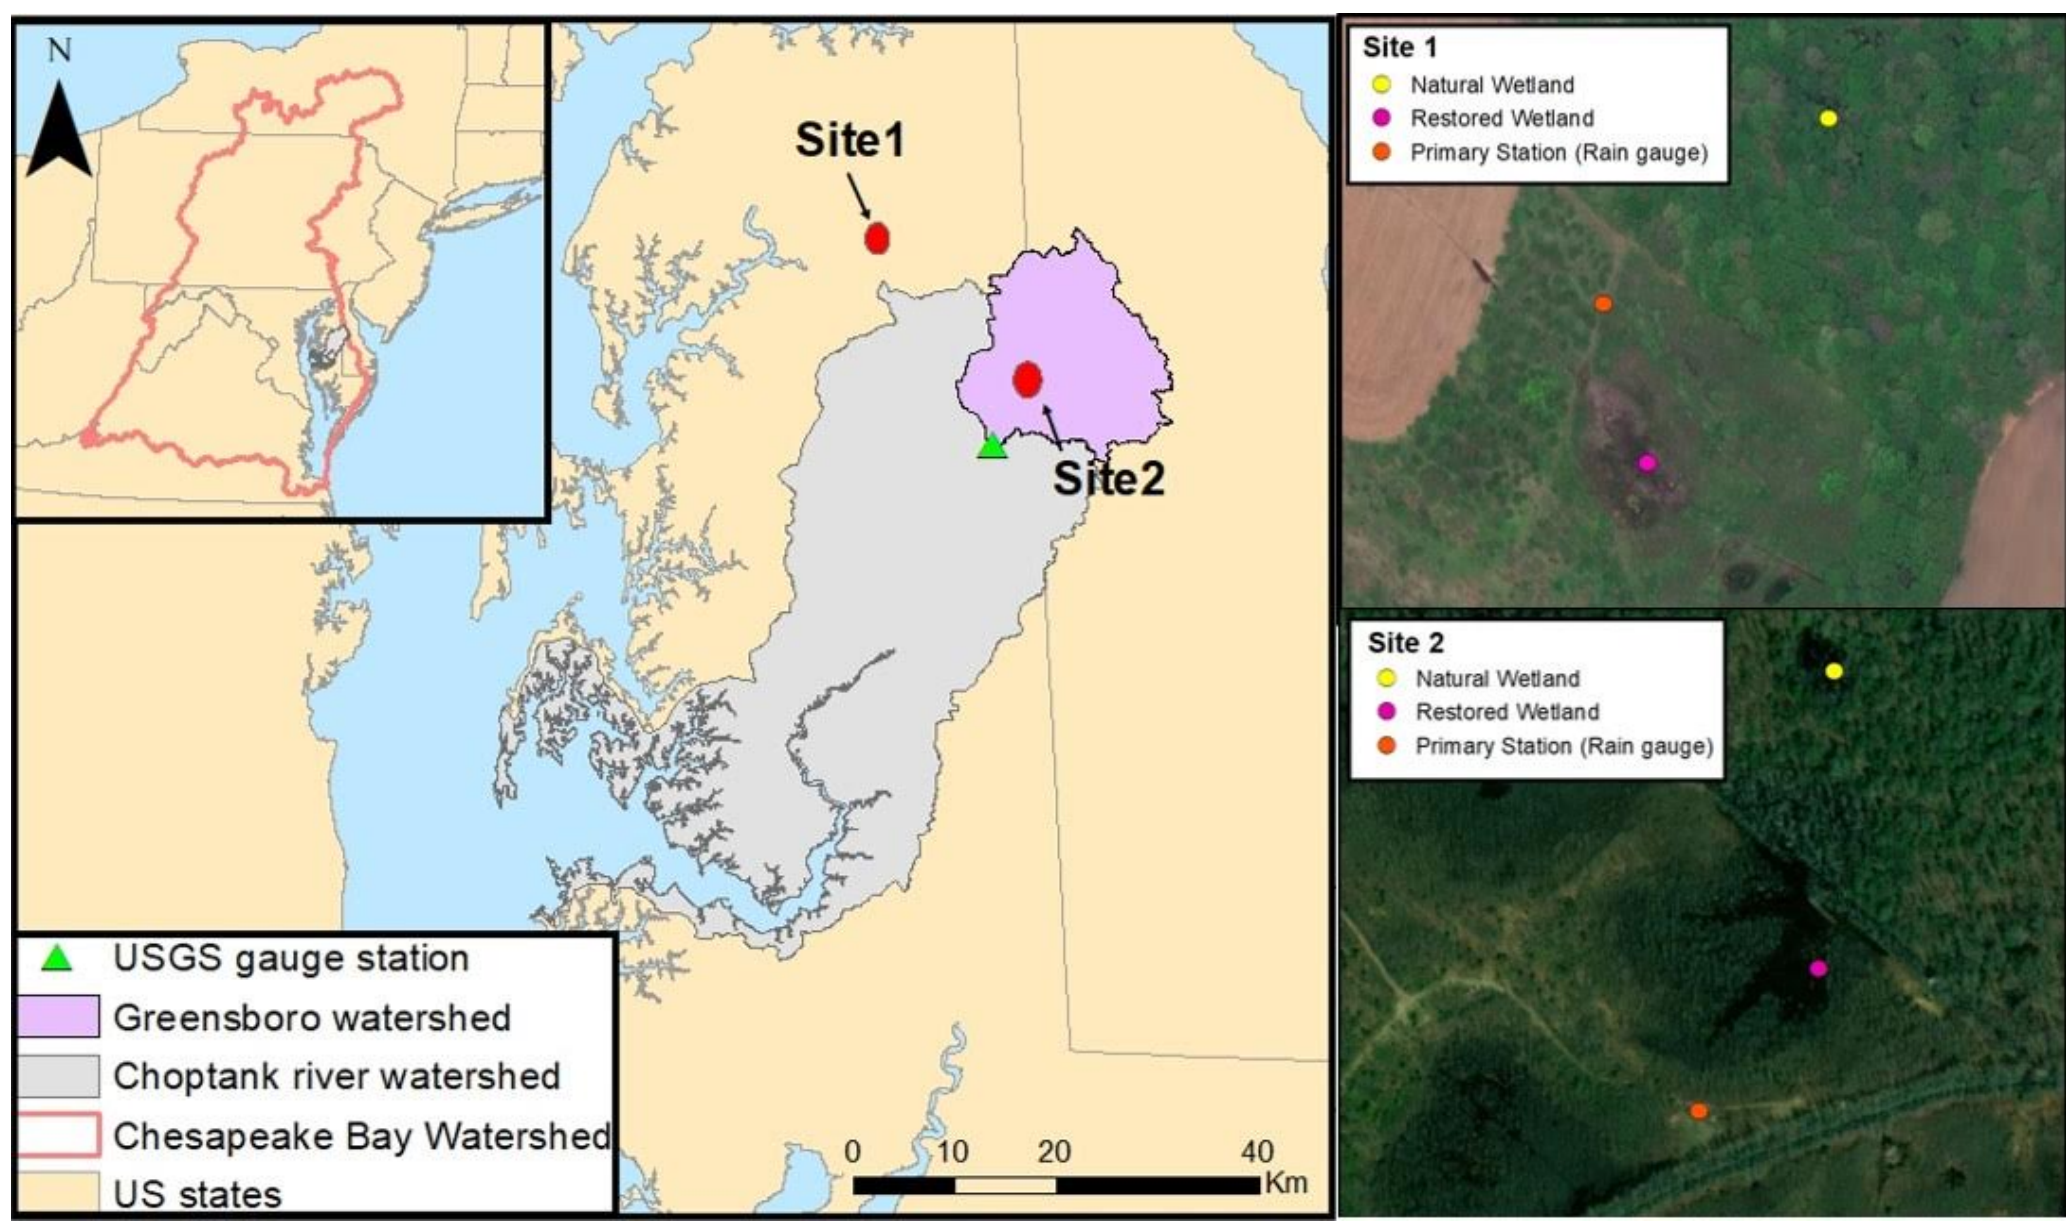 N
Site1
Site2
USGS gauge station
Greensboro watershed
Choptank river watershed
Chesapeake Bay Watershed
US states
0 10 20 40
Km
Site 1
Natural Wetland
Restored Wetland
Primary Station (Rain gauge)
Site 2
Natural Wetland
Restored Wetland
Primary Station (Rain gauge)